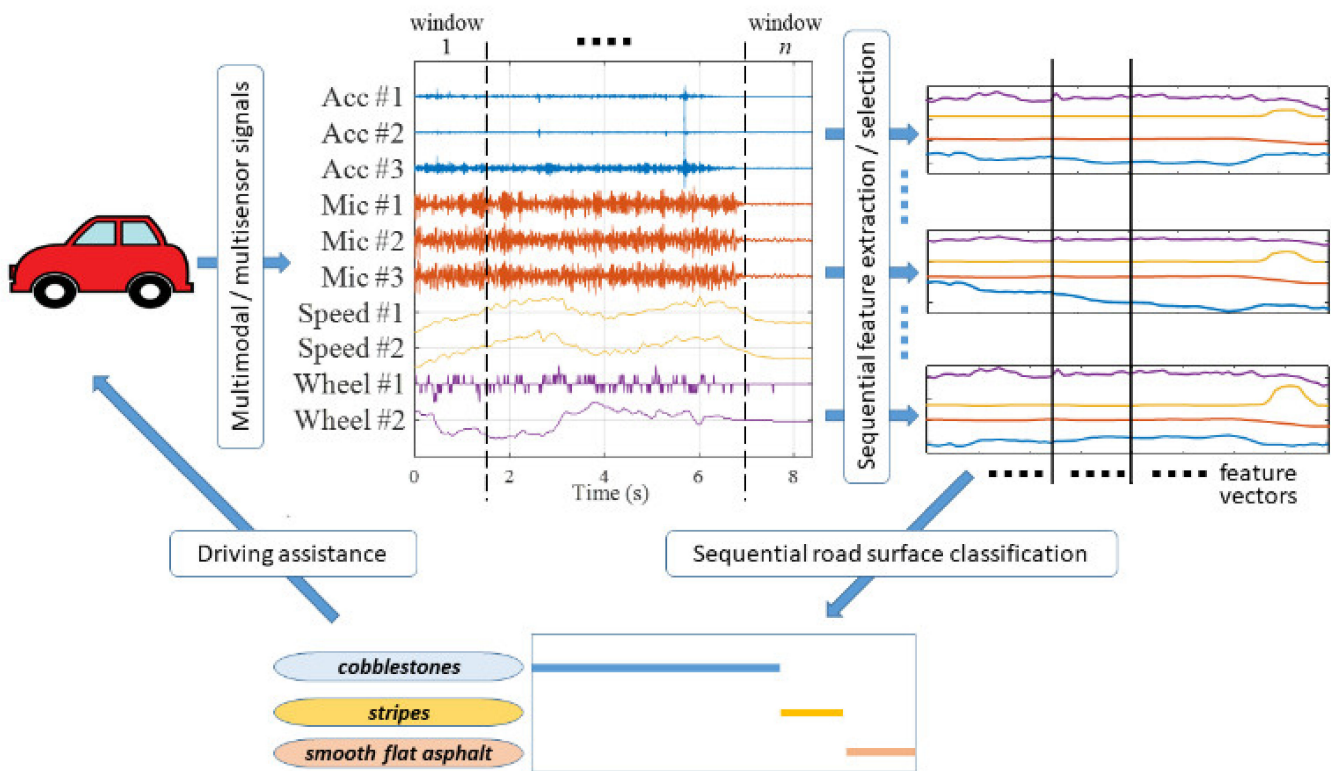 window
1
window
n
Multimodal / multisensor signals
Acc #1
Acc #2
Acc #3
Mic #1
Mic #2
Mic #3
Speed #1
Speed #2
Wheel #1
Wheel #2
0 2 4 6 8
Time (s)
Sequential feature extraction / selection
feature
vectors
Driving assistance
Sequential road surface classification
cobblestones
stripes
smooth flat asphalt